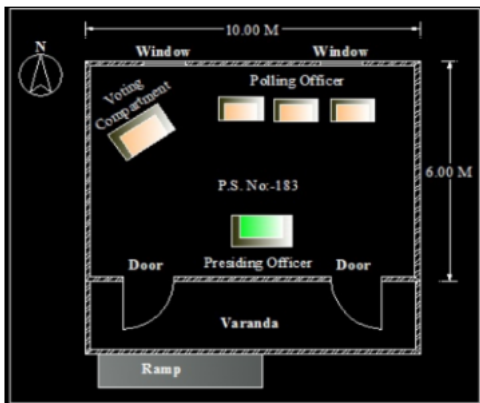 10.00 M
N
Window
Window
Polling Officer
Voting
Compartment
6.00 M
P.S. No:-183
Presiding Officer
Door
Door
Varanda
Ramp